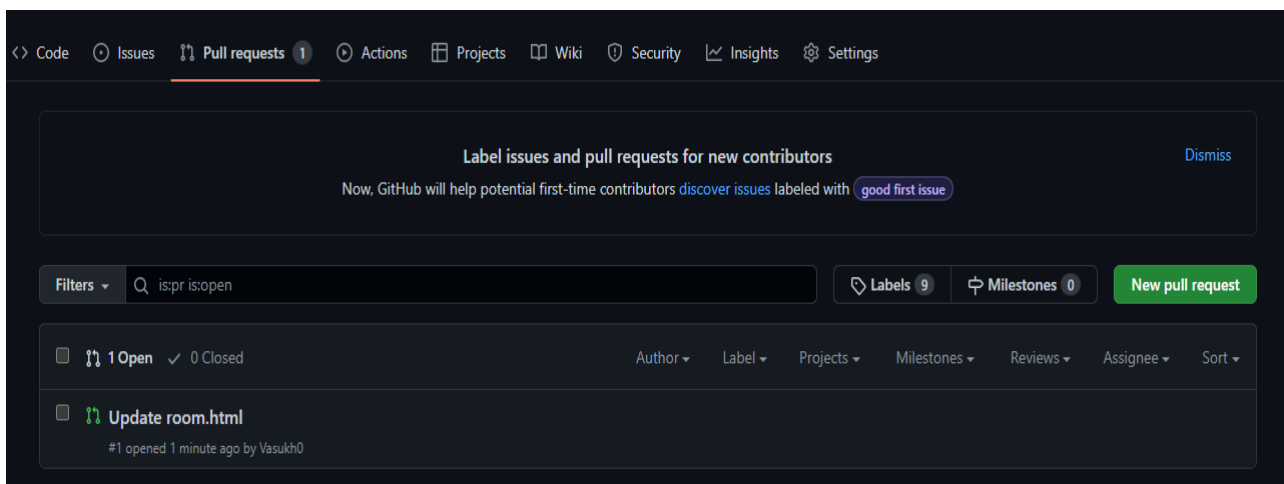 <> Code Issues Pull requests 1 Actions Projects Wiki Security Insights Settings
Label issues and pull requests for new contributors
Dismiss
Now, GitHub will help potential first-time contributors discover issues labeled with good first issue
Filters is:pr is:open Labels 9 Milestones 0 New pull request
1 Open 0 Closed Author Label Projects Milestones Reviews Assignee Sort
Update room.html
#1 opened 1 minute ago by Vasukh0